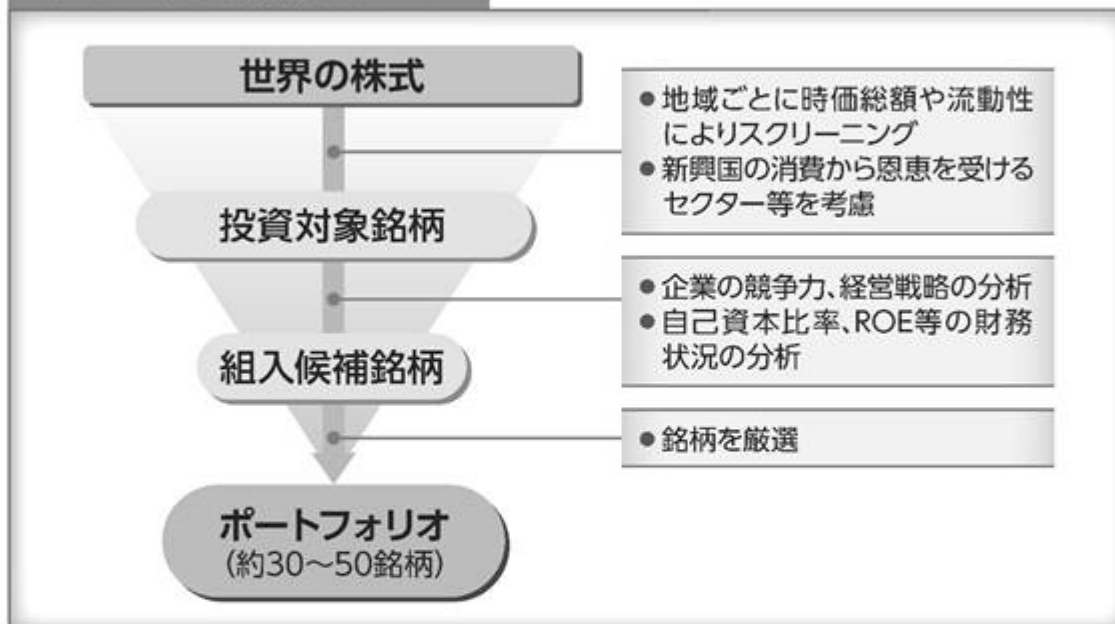 世界の株式
●地域ごとに時価総額や流動性
によりスクリーニング
●新興国の消費から恩恵を受ける
セクター等を考慮
投資対象銘柄
●企業の競争力、経営戦略の分析
●自己資本比率、ROE等の財務
状況の分析
組入候補銘柄
●銘柄を厳選
ポートフォリオ
(約30〜50銘柄)